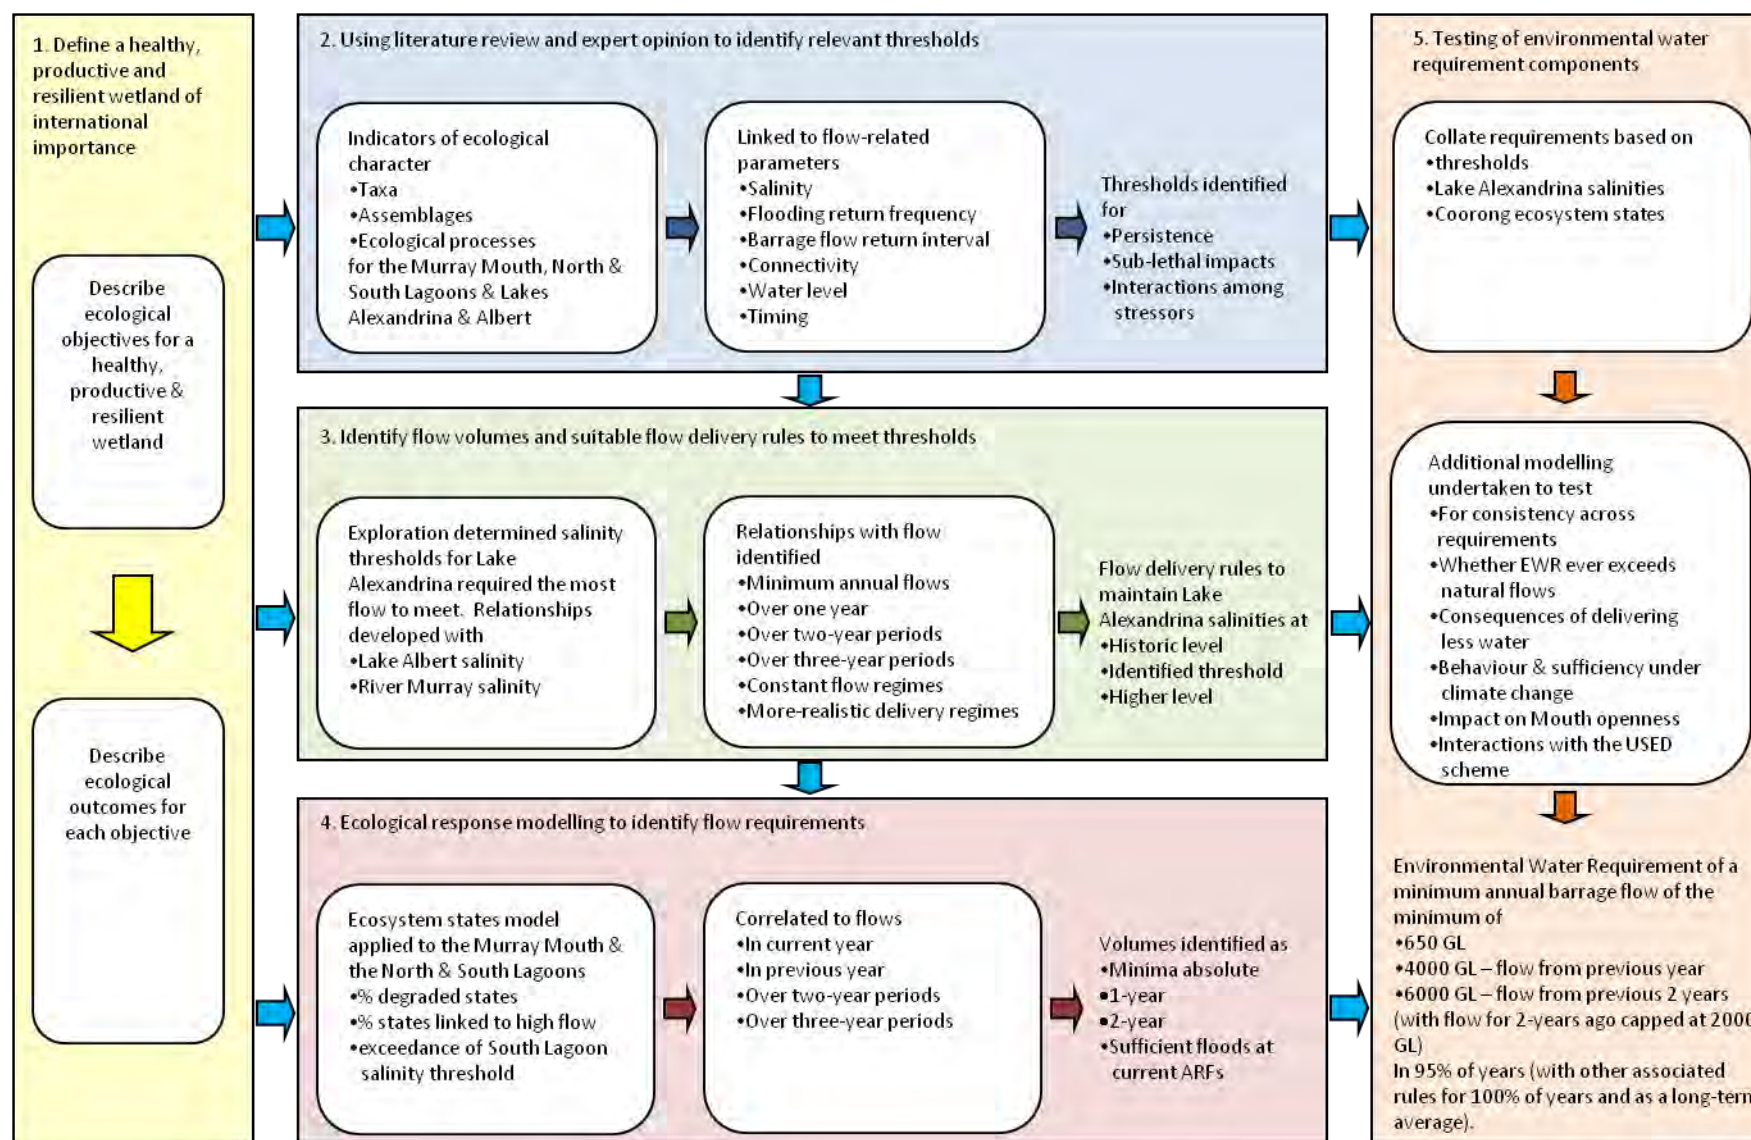 1. Define a healthy,
productive and
resilient wetland of
international
importance
Describe
ecological
objectives for a
healthy,
productive &
resilient
wetland
Describe
ecological
outcomes for
each objective
2. Using literature review and expert opinion to identify relevant thresholds
Indicators of ecological
character
•Taxa
•Assemblages
•Ecological processes
for the Murray Mouth, North &
South Lagoons & Lakes
Alexandrina & Albert
Linked to flow-related
parameters
•Salinity
•Flooding return frequency
•Barrage flow return interval
•Connectivity
•Water level
•Timing
Thresholds identified
for
•Persistence
•Sub-lethal impacts
•Interactions among
stressors
3. Identify flow volumes and suitable flow delivery rules to meet thresholds
Exploration determined salinity
thresholds for Lake
Alexandrina required the most
flow to meet. Relationships
developed with
•Lake Albert salinity
•River Murray salinity
Relationships with flow
identified
•Minimum annual flows
•Over one year
•Over two-year periods
•Over three-year periods
•Constant flow regimes
•More-realistic delivery regimes
Flow delivery rules to
maintain Lake
Alexandrina salinities at
•Historic level
•Identified threshold
•Higher level
4. Ecological response modelling to identify flow requirements
Ecosystem states model
applied to the Murray Mouth &
the North & South Lagoons
•% degraded states
•% states linked to high flow
•exceedance of South Lagoon
salinity threshold
Correlated to flows
•In current year
•In previous year
•Over two-year periods
•Over three-year periods
Volumes identified as
•Minima absolute
•1-year
•2-year
•Sufficient floods at
current ARFs
5. Testing of environmental water
requirement components
Collate requirements based on
•thresholds
•Lake Alexandrina salinities
•Coorong ecosystem states
Additional modelling
undertaken to test
•For consistency across
requirements
•Whether EWR ever exceeds
natural flows
•Consequences of delivering
less water
•Behaviour & sufficiency under
climate change
•Impact on Mouth openness
•Interactions with the USED
scheme
Environmental Water Requirement of a
minimum annual barrage flow of the
minimum of
•650 GL
•4000 GL – flow from previous year
•6000 GL – flow from previous 2 years
(with flow for 2-years ago capped at 2000
GL)
In 95% of years (with other associated
rules for 100% of years and as a long-term
average).